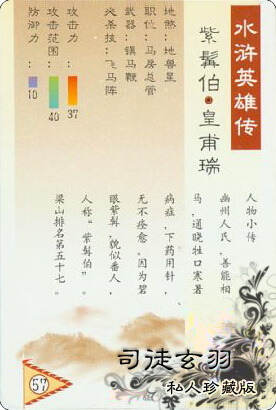 水浒英雄传
紫髯伯·皇甫瑞
地煞：地兽星
职位：马房总管
武器：镇马鞭
必杀技：飞马阵
攻击力：
37
攻击范围：
40
防御力：
10
人物小传
幽州人氏，善能相
马，通晓牲口寒暑
病症，下药用针，
无不痊愈。因为碧
眼紫髯，貌似番人，
人称“紫髯伯”。
梁山排名第五十七。
57
司徒玄羽
私人珍藏版